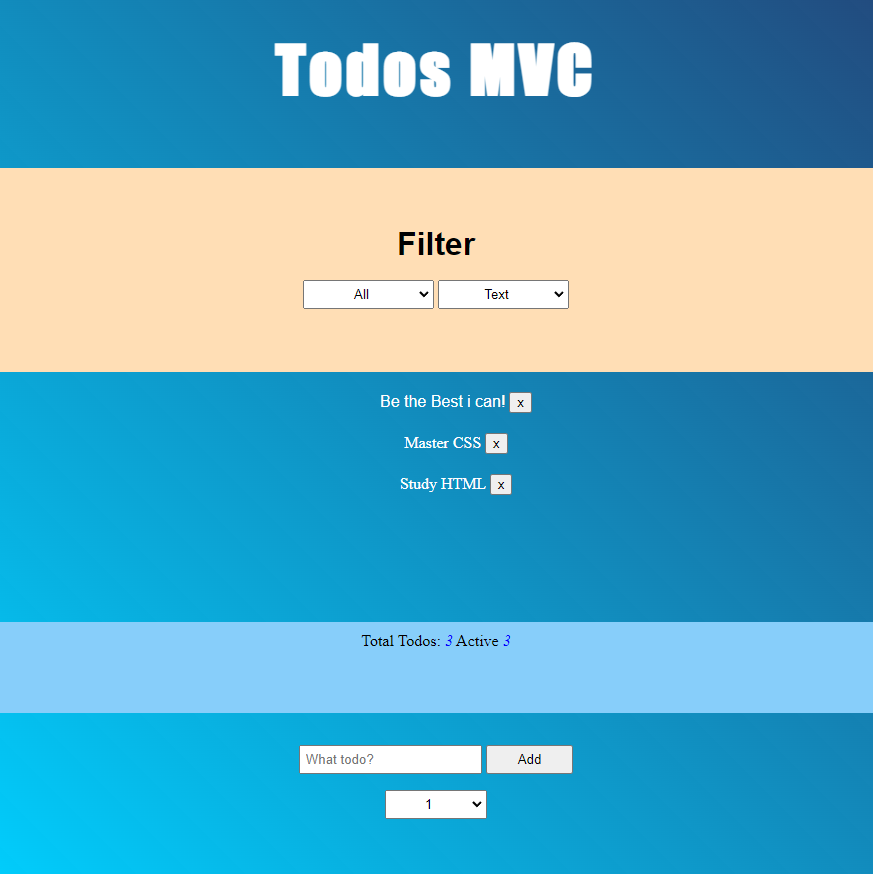 Todos MVC
Filter
All Text
Be the Best i can! x
Master CSS x
Study HTML x
Total Todos: 3 Active 3
What todo? Add
1